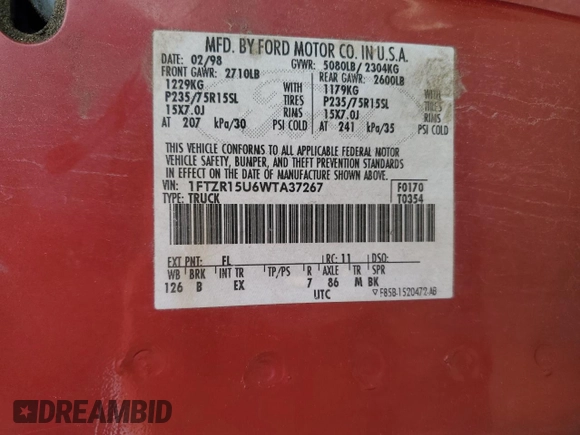 MFD. BY FORD MOTOR CO. IN U.S.A.
DATE: 02/98 GVWR: 5080LB/ 2304KG
FRONT GAWR: 2710LB REAR GAWR: 2600LB
1229KG WITH 1179KG WITH
P235/75R15SL TIRES P235/75R15SL TIRES
15X7.0J RIMS 15X7.0J RIMS
AT 207 kPa/30 PSI COLD AT 241 kPa/35 PSI COLD
THIS VEHICLE CONFORMS TO ALL APPLICABLE FEDERAL MOTOR
VEHICLE SAFETY, BUMPER, AND THEFT PREVENTION STANDARDS
IN EFFECT ON THE DATE OF MANUFACTURE SHOWN ABOVE.
VIN: 1FTZR15U6WTA37267 F0170
TYPE: TRUCK T0354
EXT PNT: FL RC: 11 DSO:
WB BRK INT TR TP/PS R AXLE TR SPR
126 B EX 7 86 M BK
UTC F85B-1520472-AB
DREAMBID